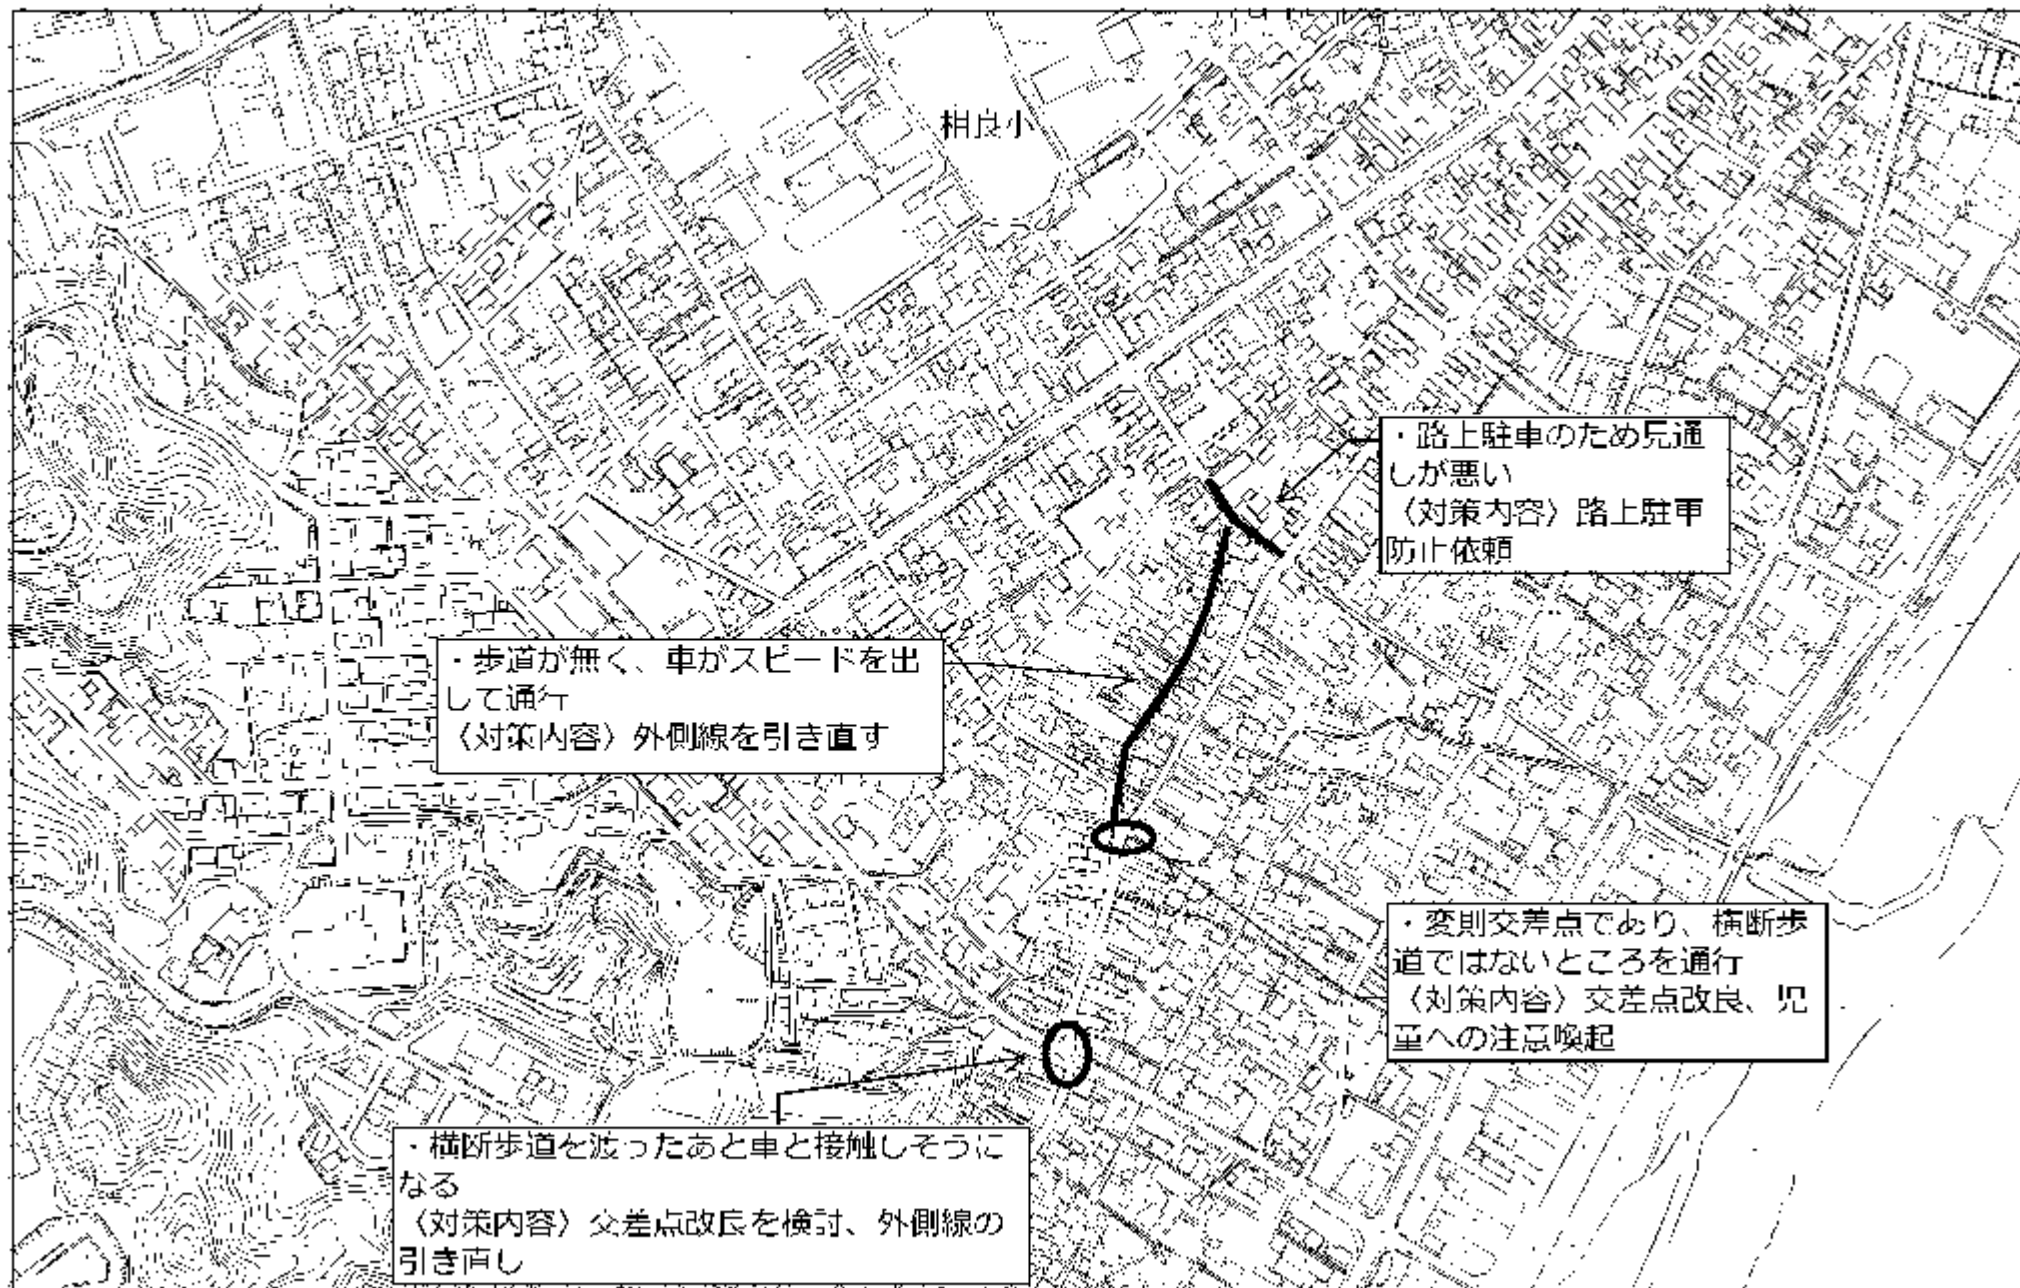 相良小
・路上駐車のため見通
しが悪い
〈対策内容〉路上駐車
防止依頼
・歩道が無く、車がスピードを出
して通行
〈対策内容〉外側線を引き直す
・変則交差点であり、横断歩
道ではないところを通行
〈対策内容〉交差点改良、児
童への注意喚起
・横断歩道を渡ったあと車と接触しそうに
なる
〈対策内容〉交差点改良を検討、外側線の
引き直し